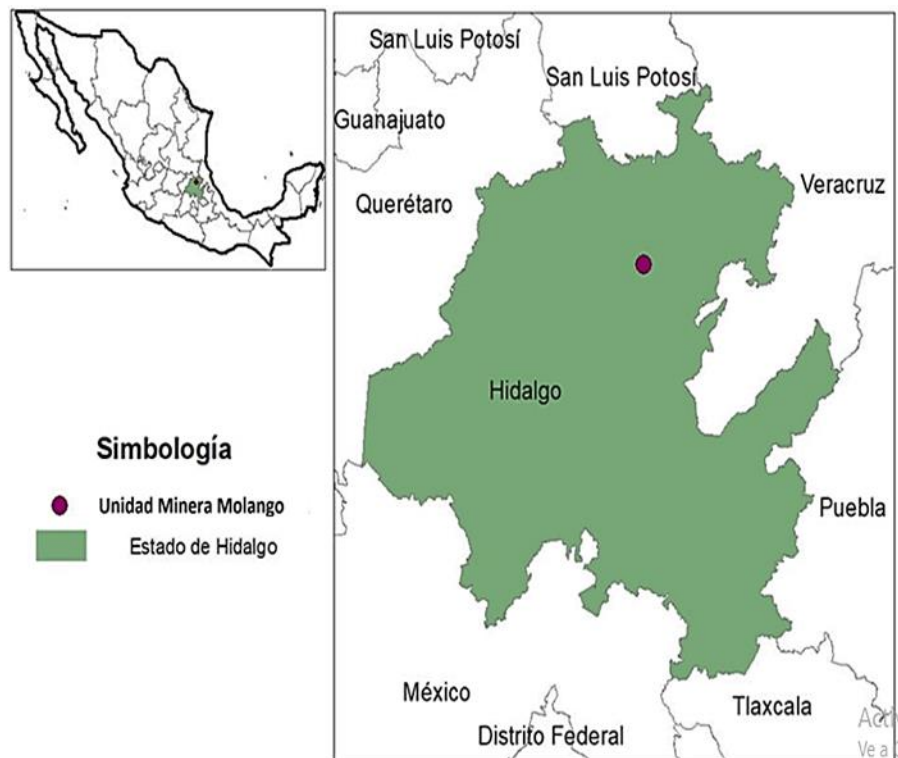 San Luis Potosí
San Luis Potosí
Guanajuato
Veracruz
Querétaro
Hidalgo
Simbología
Unidad Minera Molango
Estado de Hidalgo
Puebla
México
Tlaxcala
Distrito Federal
Ve a